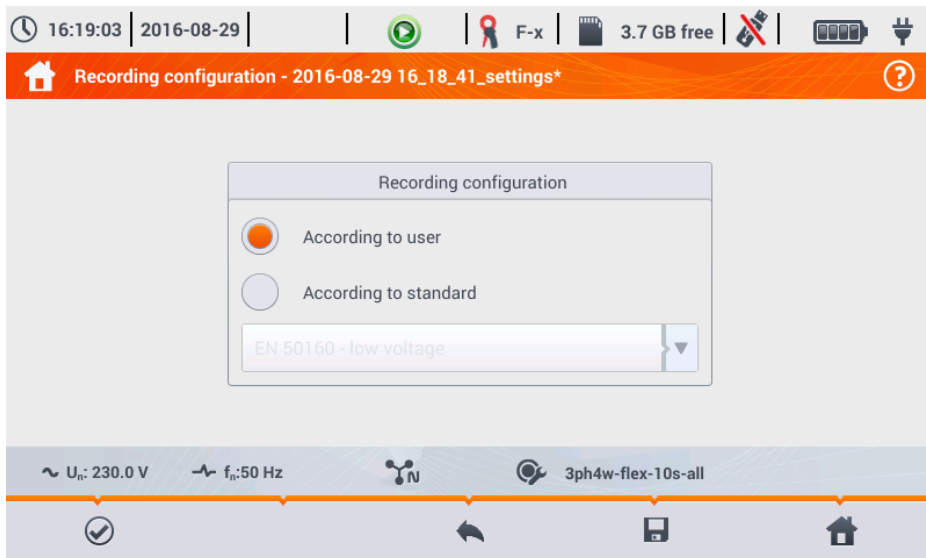 16:19:03 2016-08-29 F-x 3.7 GB free
Recording configuration - 2016-08-29 16_18_41_settings* ?
Recording configuration
According to user
According to standard
EN 50160 - low voltage
Uₙ: 230.0 V fₙ:50 Hz N 3ph4w-flex-10s-all